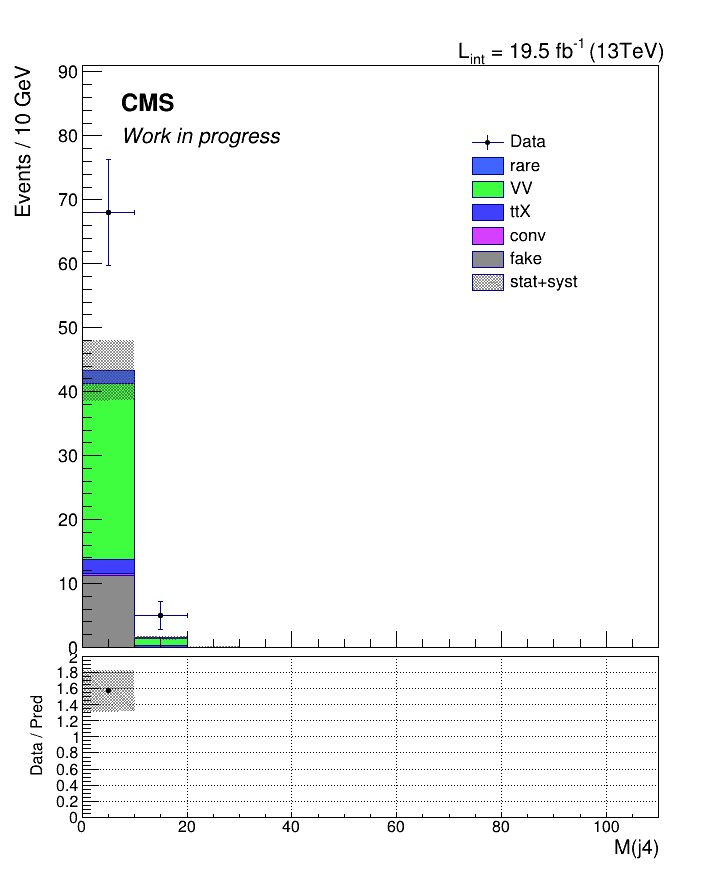 L_int = 19.5 fb^-1 (13TeV)
Events / 10 GeV
90
80
70
60
50
40
30
20
10
0
CMS
Work in progress
Data
rare
VV
ttX
conv
fake
stat+syst
Data / Pred
2
1.8
1.6
1.4
1.2
1
0.8
0.6
0.4
0.2
0
0 20 40 60 80 100
M(j4)